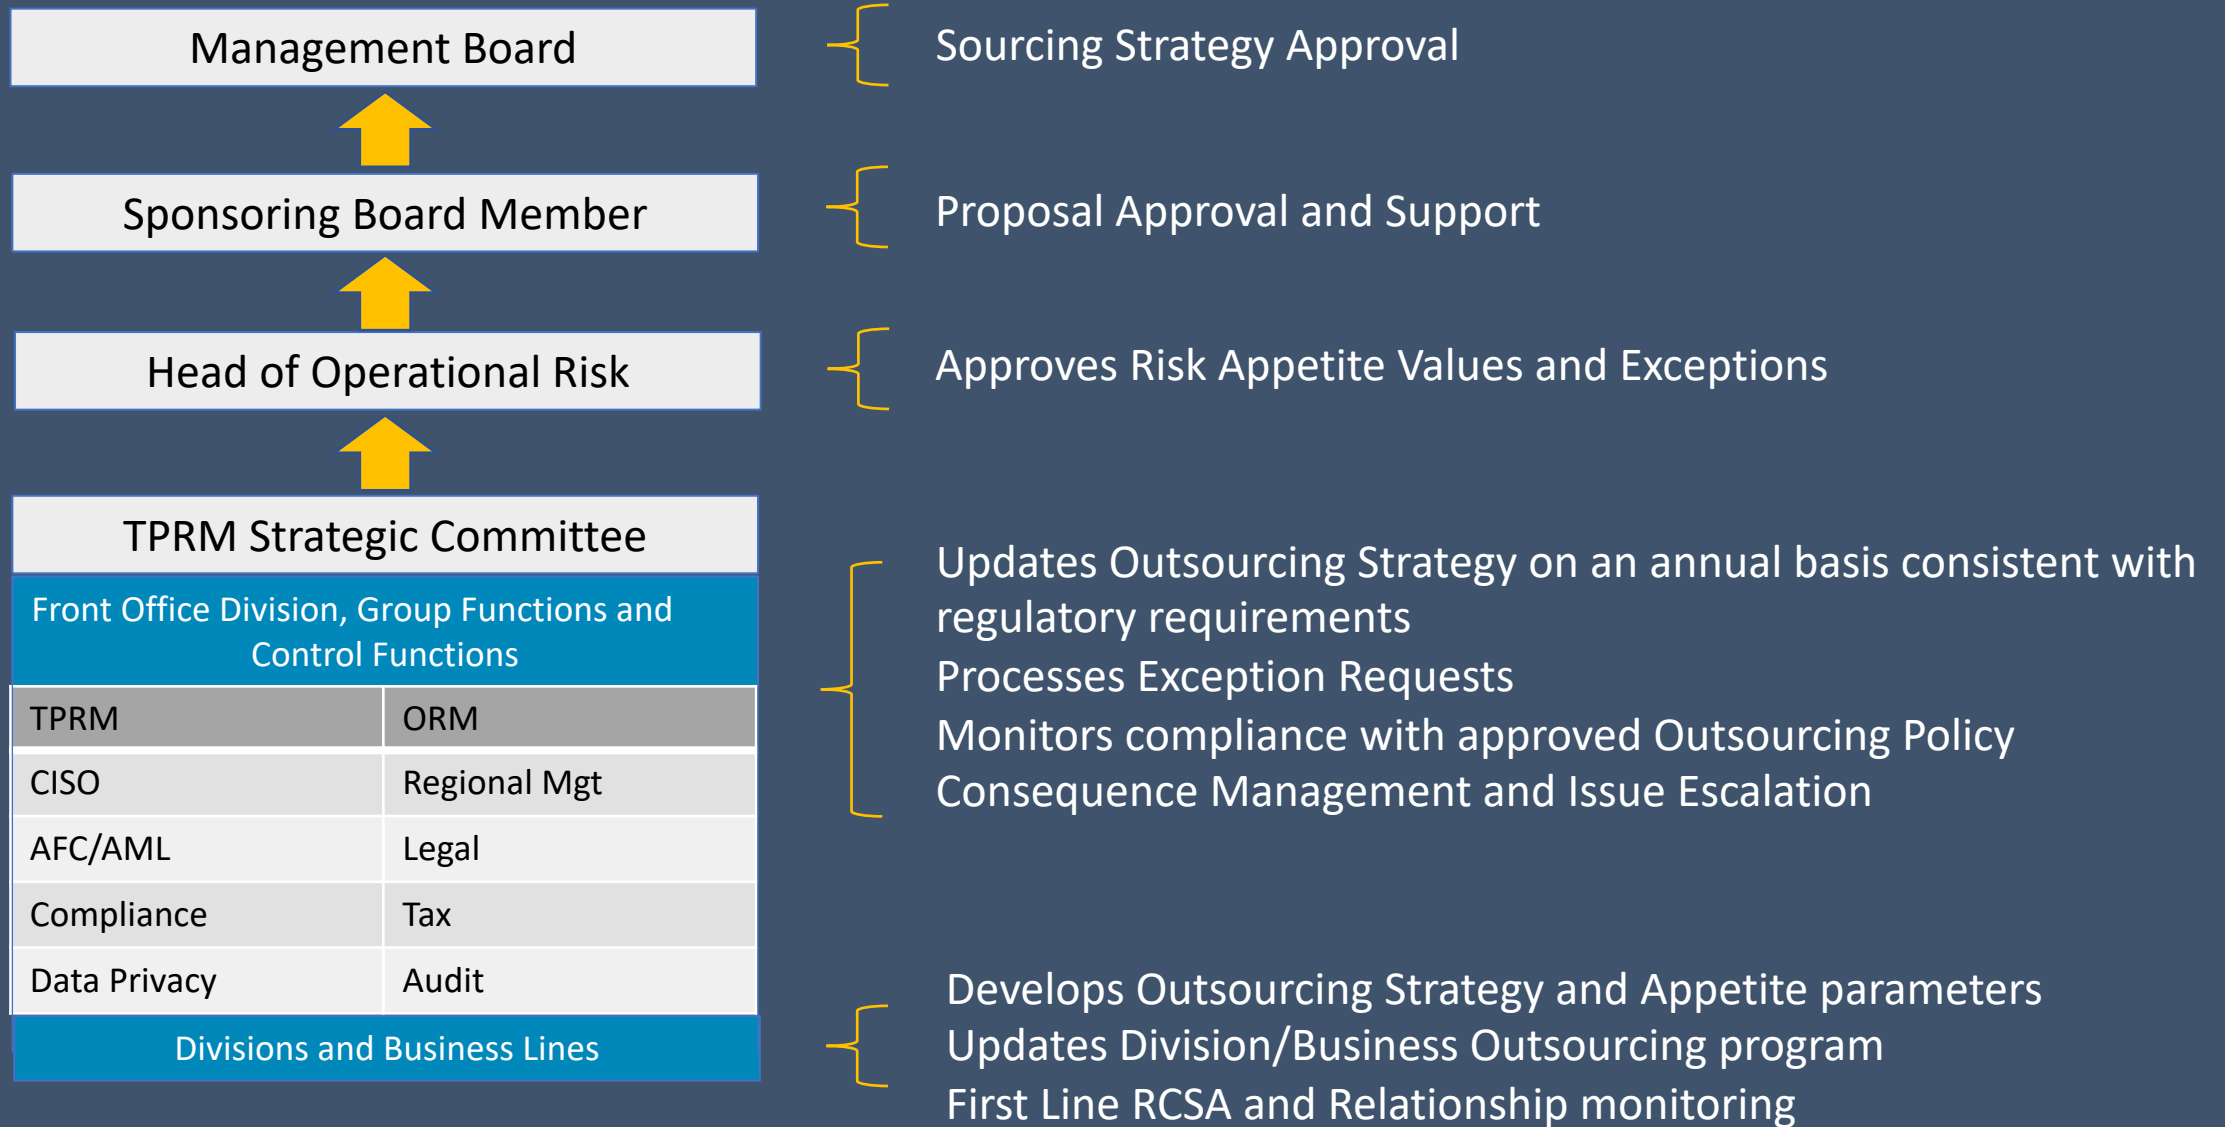 Management Board
Sourcing Strategy Approval
Sponsoring Board Member
Proposal Approval and Support
Head of Operational Risk
Approves Risk Appetite Values and Exceptions
TPRM Strategic Committee
Front Office Division, Group Functions and
Control Functions
TPRM
ORM
CISO
Regional Mgt
AFC/AML
Legal
Compliance
Tax
Data Privacy
Audit
Updates Outsourcing Strategy on an annual basis consistent with
regulatory requirements
Processes Exception Requests
Monitors compliance with approved Outsourcing Policy
Consequence Management and Issue Escalation
Divisions and Business Lines
Develops Outsourcing Strategy and Appetite parameters
Updates Division/Business Outsourcing program
First Line RCSA and Relationship monitoring